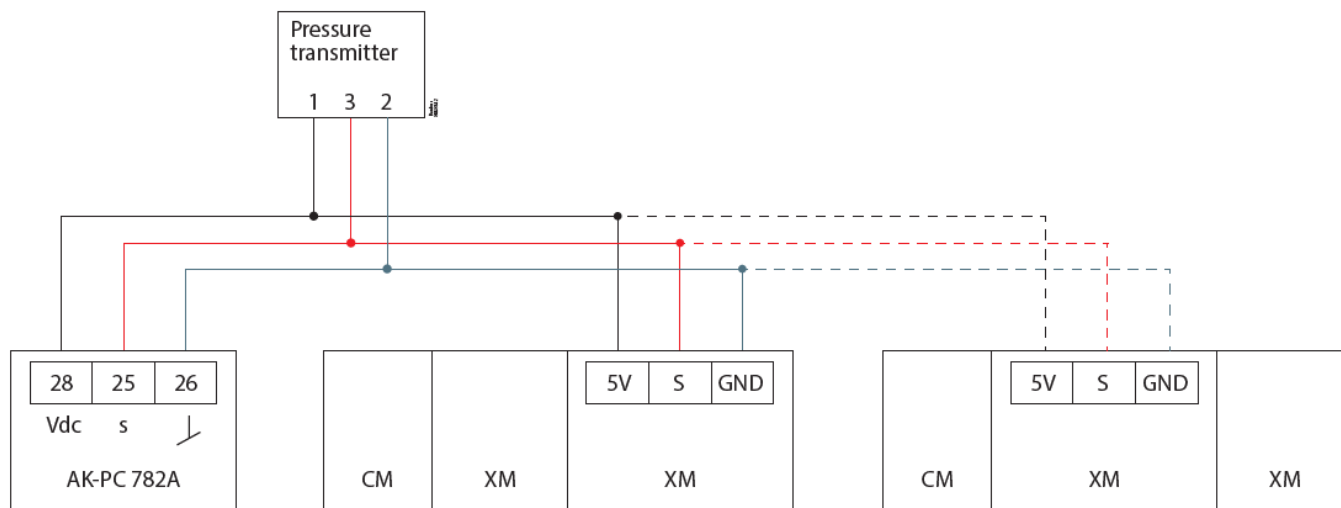 Pressure
transmitter
1 3 2
28 25 26 5V S GND 5V S GND
Vdc s
AK-PC 782A CM XM XM CM XM XM